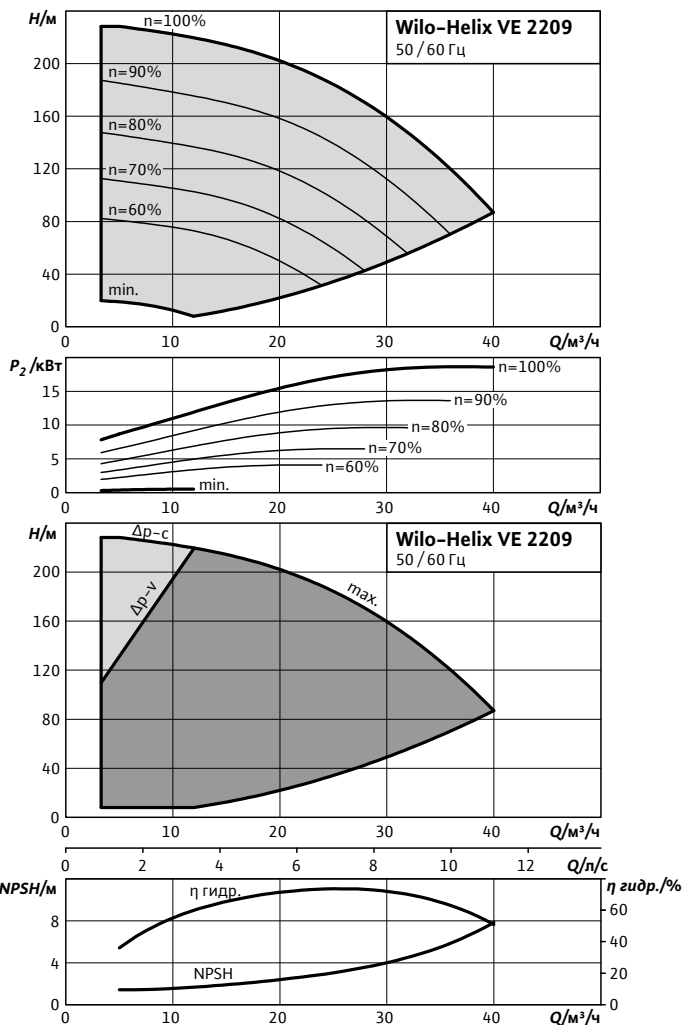 H/м
n=100%
Wilo-Helix VE 2209
50 / 60 Гц
200
n=90%
160
n=80%
120
n=70%
80
n=60%
40
min.
0
0 10 20 30 40 Q/м³/ч
P₂ /кВт
n=100%
15
n=90%
10
n=80%
5
n=70%
n=60%
min.
0
0 10 20 30 40 Q/м³/ч
H/м
Δp-c
Wilo-Helix VE 2209
50 / 60 Гц
200
Δp-v
max.
160
120
80
40
0
0 10 20 30 40 Q/м³/ч
0 2 4 6 8 10 12 Q/л/с
NPSH/м
η гидр.
η гидр./%
8
60
40
4
NPSH
20
0
0
0 10 20 30 40 Q/м³/ч